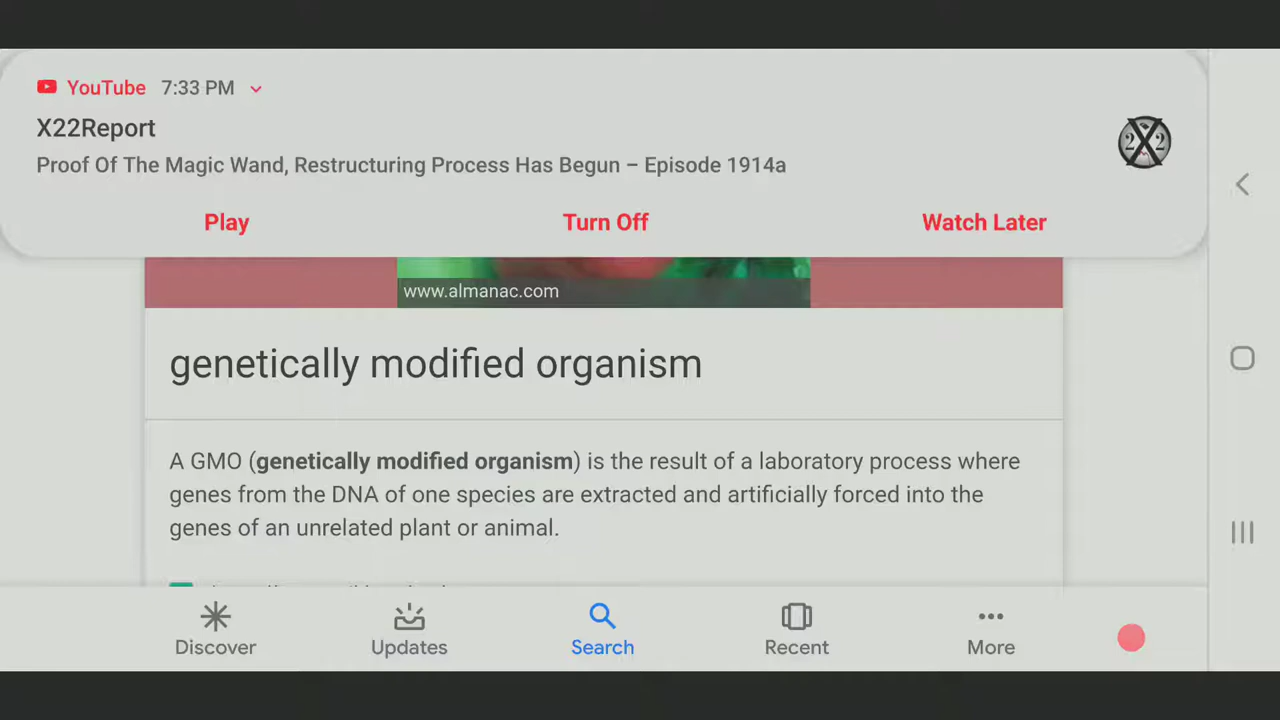 YouTube 7:33 PM
X22Report
Proof Of The Magic Wand, Restructuring Process Has Begun – Episode 1914a
Play Turn Off Watch Later
www.almanac.com
genetically modified organism
A GMO (genetically modified organism) is the result of a laboratory process where
genes from the DNA of one species are extracted and artificially forced into the
genes of an unrelated plant or animal.
Discover Updates Search Recent More